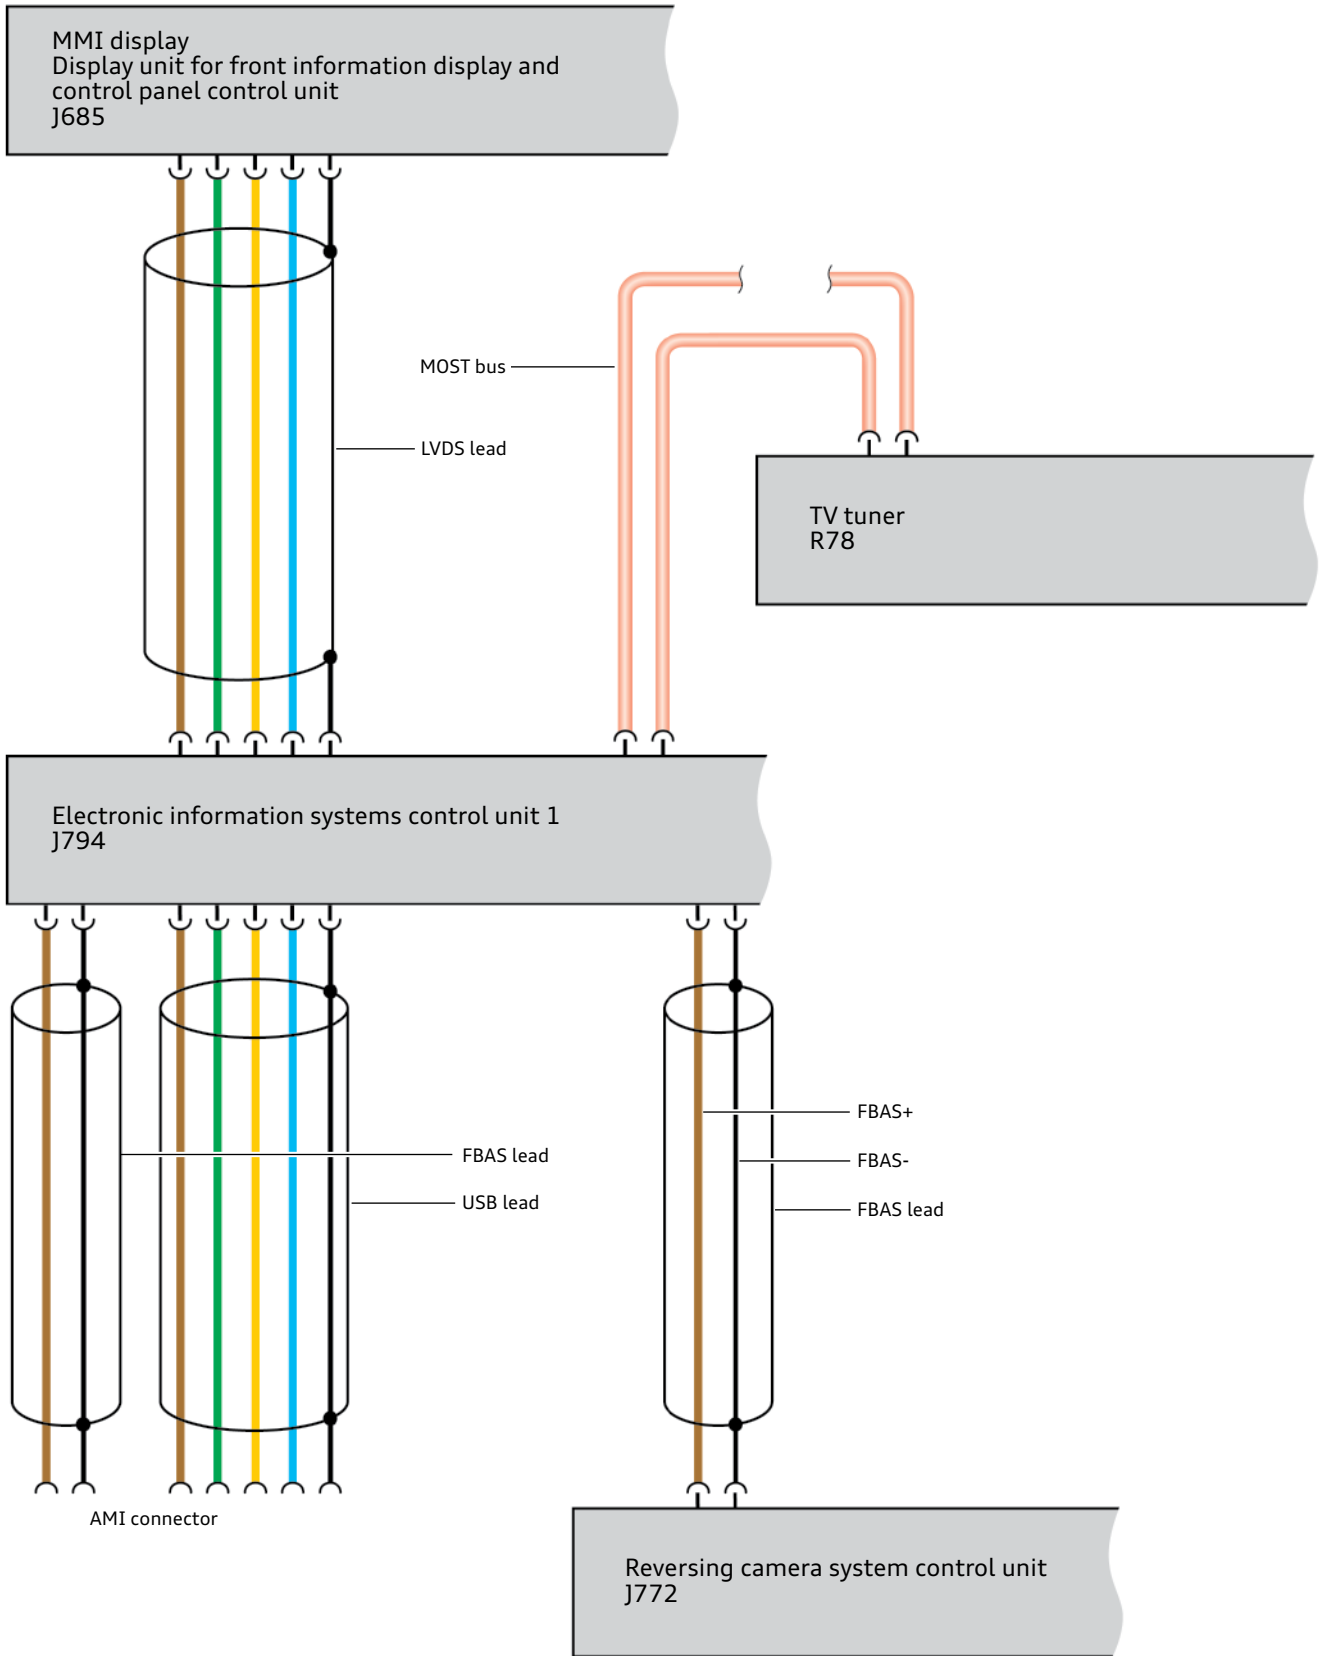 MMI display
Display unit for front information display and
control panel control unit
J685
MOST bus
LVDS lead
TV tuner
R78
Electronic information systems control unit 1
J794
FBAS+
FBAS lead
FBAS-
USB lead
FBAS lead
AMI connector
Reversing camera system control unit
J772